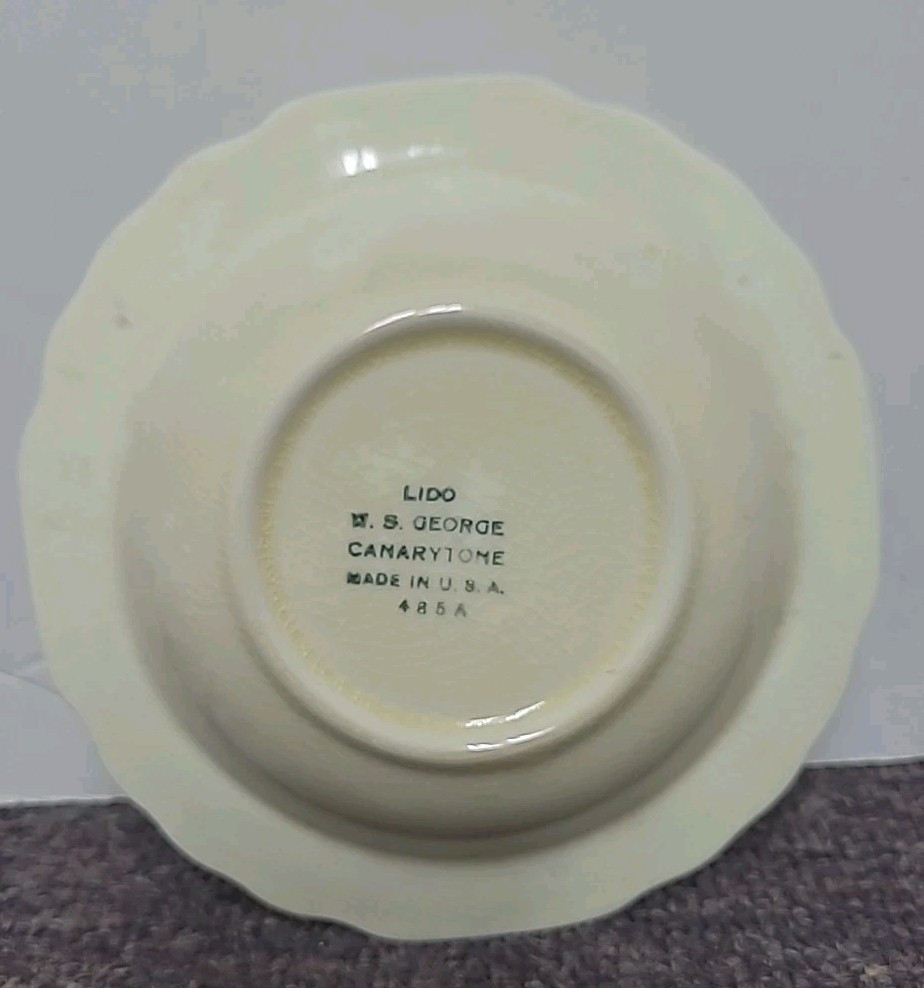 LIDO
W. S. GEORGE
CANARYTONE
MADE IN U. S. A.
485A